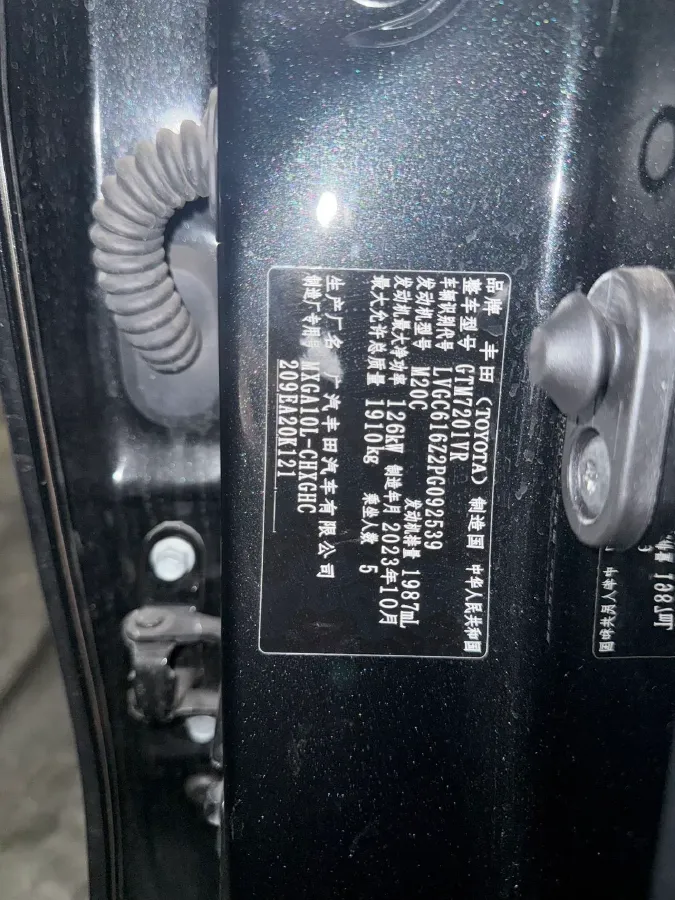 品牌 丰田（TOYOTA） 制造国 中华人民共和国
整车型号 GTM7201VR
车辆识别代号 LVGC616Z2PG092539
发动机型号 M20C 发动机排量 1987mL
发动机最大净功率 126kW 制造年月 2023年10月
最大允许总质量 1910kg 乘坐人数 5
生产厂名 广汽丰田汽车有限公司
制造厂专用号 MXGA10L-CHXGHC
209EA20K121